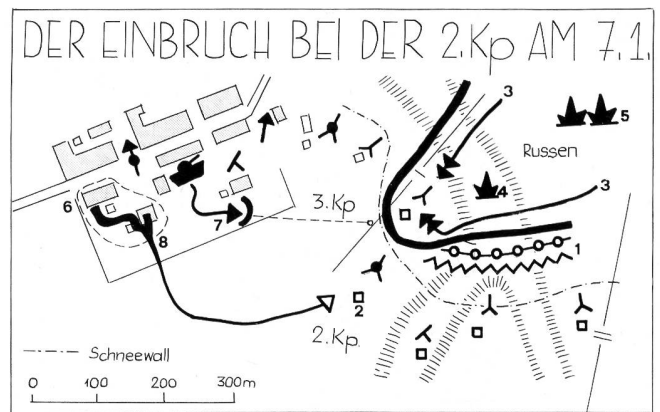 DER EINBRUCH BEI DER 2.Kp AM 7.1.
3
5
Russen
4
3
6
8
7
3.Kp
1
2
2.Kp.
Schneewall
0 100 200 300m